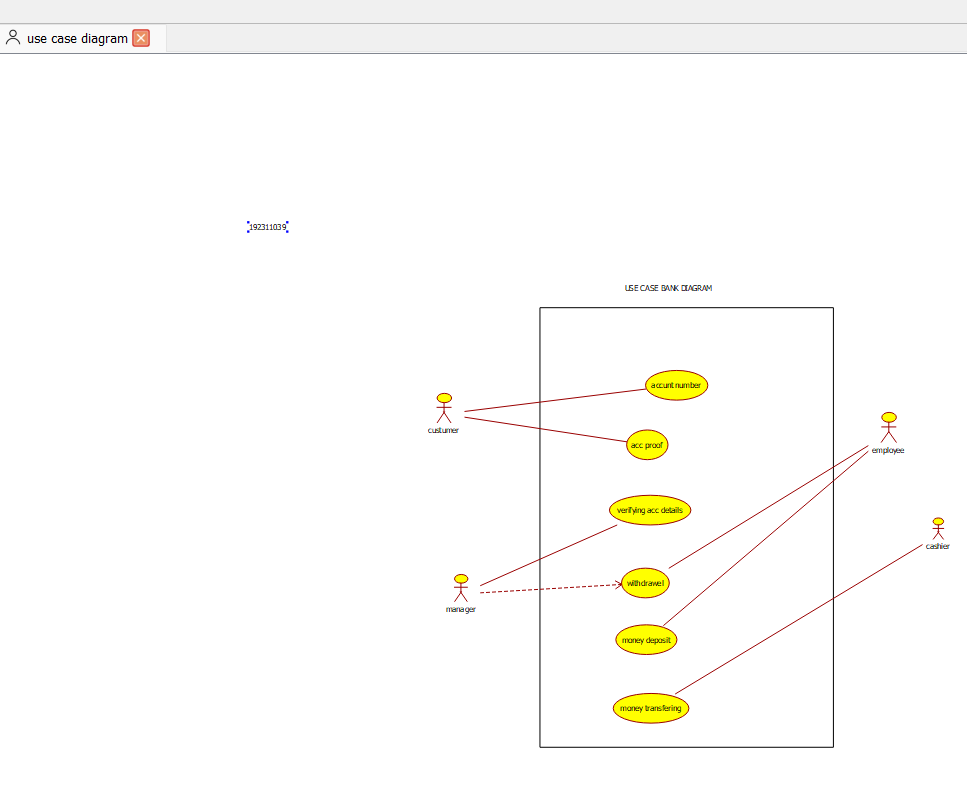 use case diagram
192311039
USE CASE BANK DIAGRAM
accunt number
custumer
acc proof
employee
verifying acc details
cashier
withdrawel
manager
money deposit
money transfering